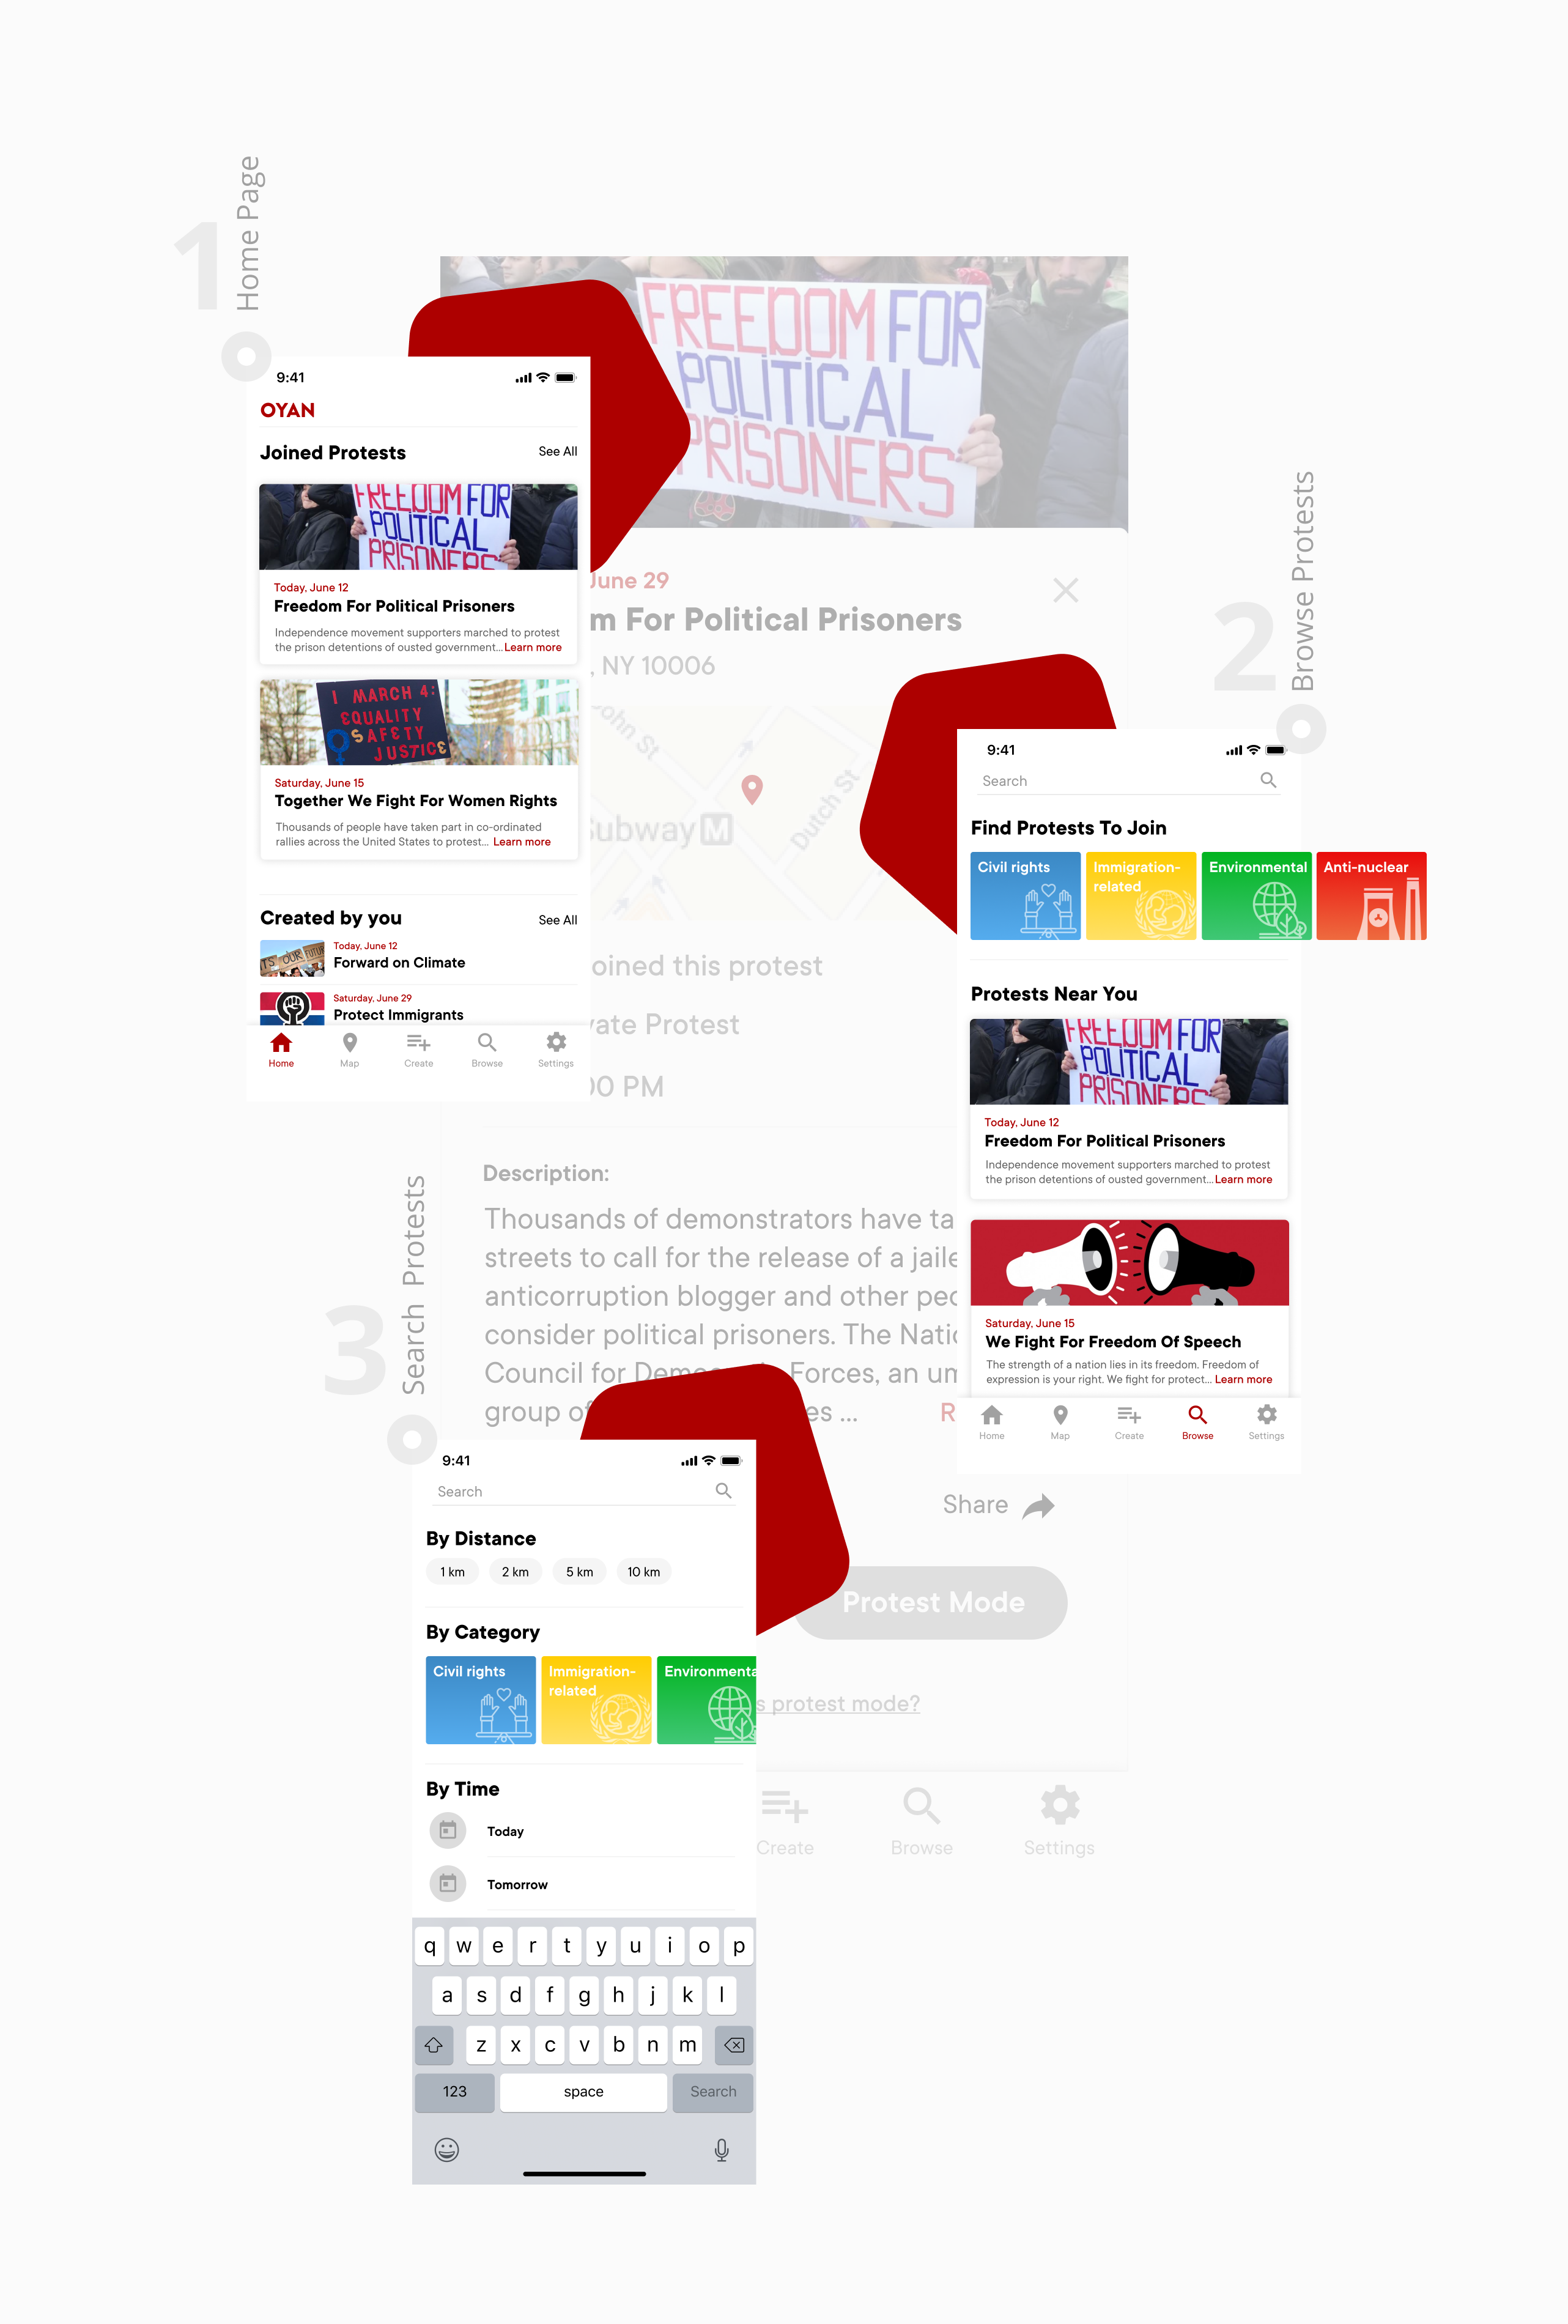 1
Home Page
9:41
OYAN
Joined Protests
See All
FREEDOM FOR
POLITICAL
PRISONERS
Today, June 12
Freedom For Political Prisoners
Independence movement supporters marched to protest
the prison detentions of ousted government... Learn more
I MARCH 4:
EQUALITY
SAFETY
JUSTICE
Saturday, June 15
Together We Fight For Women Rights
Thousands of people have taken part in co-ordinated
rallies across the United States to protest... Learn more
Created by you
See All
IT'S OUR FUTURE
Today, June 12
Forward on Climate
Saturday, June 29
Protect Immigrants
Home
Map
Create
Browse
Settings
FREEDOM FOR
POLITICAL
PRISONERS
June 29
m For Political Prisoners
, NY 10006
John St
Subway M
Dutch St
oined this protest
vate Protest
00 PM
Description:
Thousands of demonstrators have ta
streets to call for the release of a jaile
anticorruption blogger and other peo
consider political prisoners. The Natio
Council for Democratic Forces, an um
group of es ...
R
Share
Protest Mode
s protest mode?
Create
Browse
Settings
2
Browse Protests
9:41
Search
Find Protests To Join
Civil rights
Immigration-
related
Environmental
Anti-nuclear
Protests Near You
FREEDOM FOR
POLITICAL
PRISONERS
Today, June 12
Freedom For Political Prisoners
Independence movement supporters marched to protest
the prison detentions of ousted government... Learn more
Saturday, June 15
We Fight For Freedom Of Speech
The strength of a nation lies in its freedom. Freedom of
expression is your right. We fight for protect... Learn more
Home
Map
Create
Browse
Settings
3
Search Protests
9:41
Search
By Distance
1 km
2 km
5 km
10 km
By Category
Civil rights
Immigration-
related
Environmenta
By Time
Today
Tomorrow
q w e r t y u i o p
a s d f g h j k l
z x c v b n m
123
space
Search